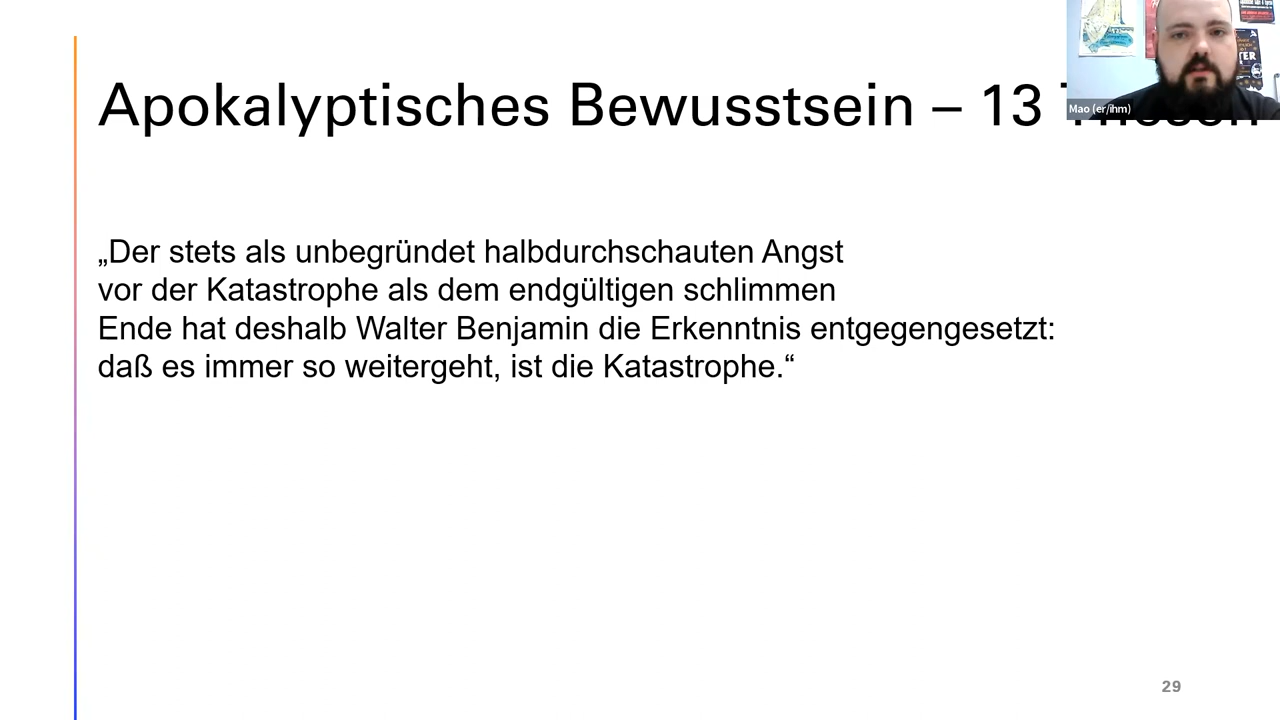 Apokalyptisches Bewusstsein – 13 Thesen
Mao (er/ihm)
„Der stets als unbegründet halbdurchschauten Angst
vor der Katastrophe als dem endgültigen schlimmen
Ende hat deshalb Walter Benjamin die Erkenntnis entgegengesetzt:
daß es immer so weitergeht, ist die Katastrophe.“
29